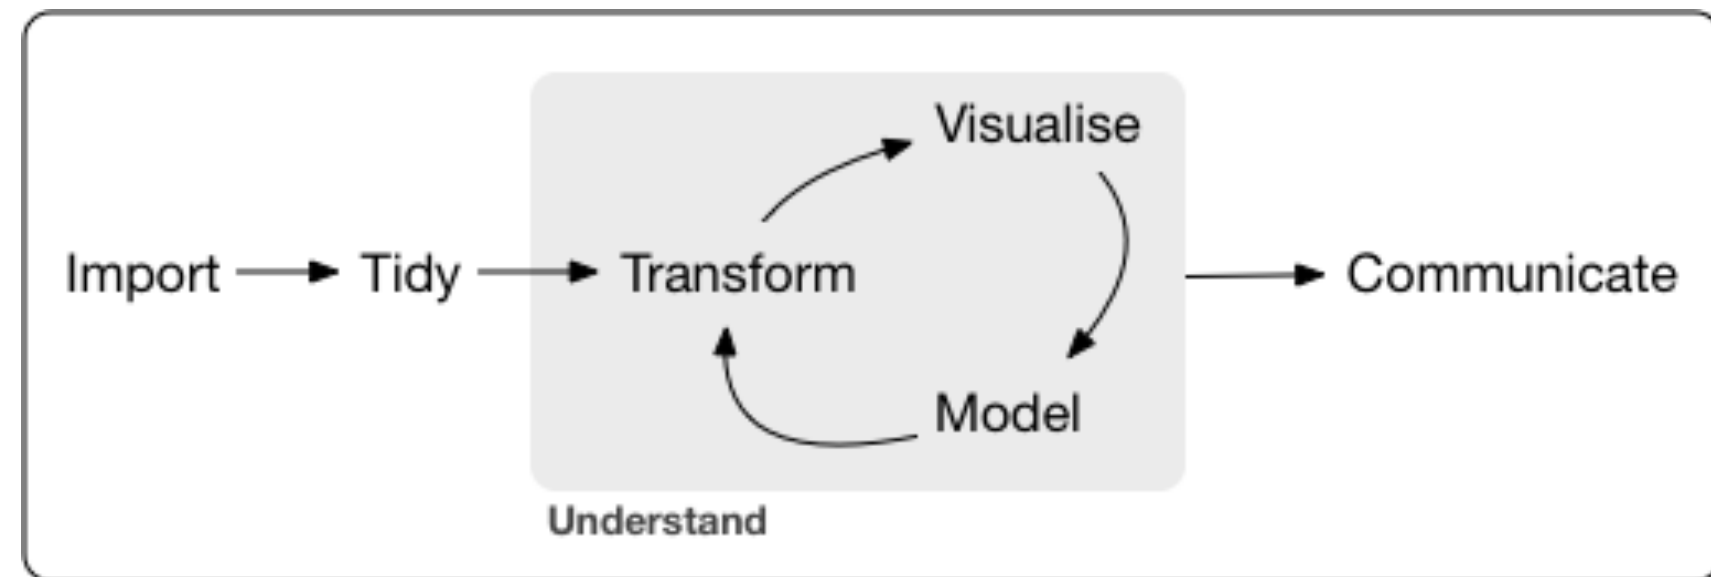 Visualise
Import Tidy Transform Communicate
Model
Understand